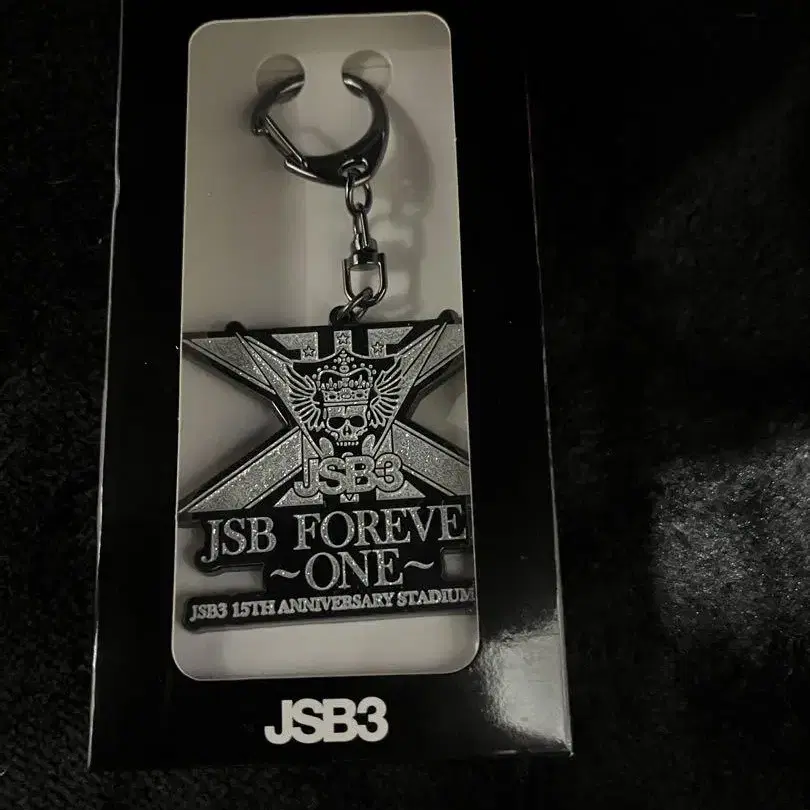 JSB3
JSB FOREVE
~ONE~
JSB3 15TH ANNIVERSARY STADIUM
JSB3